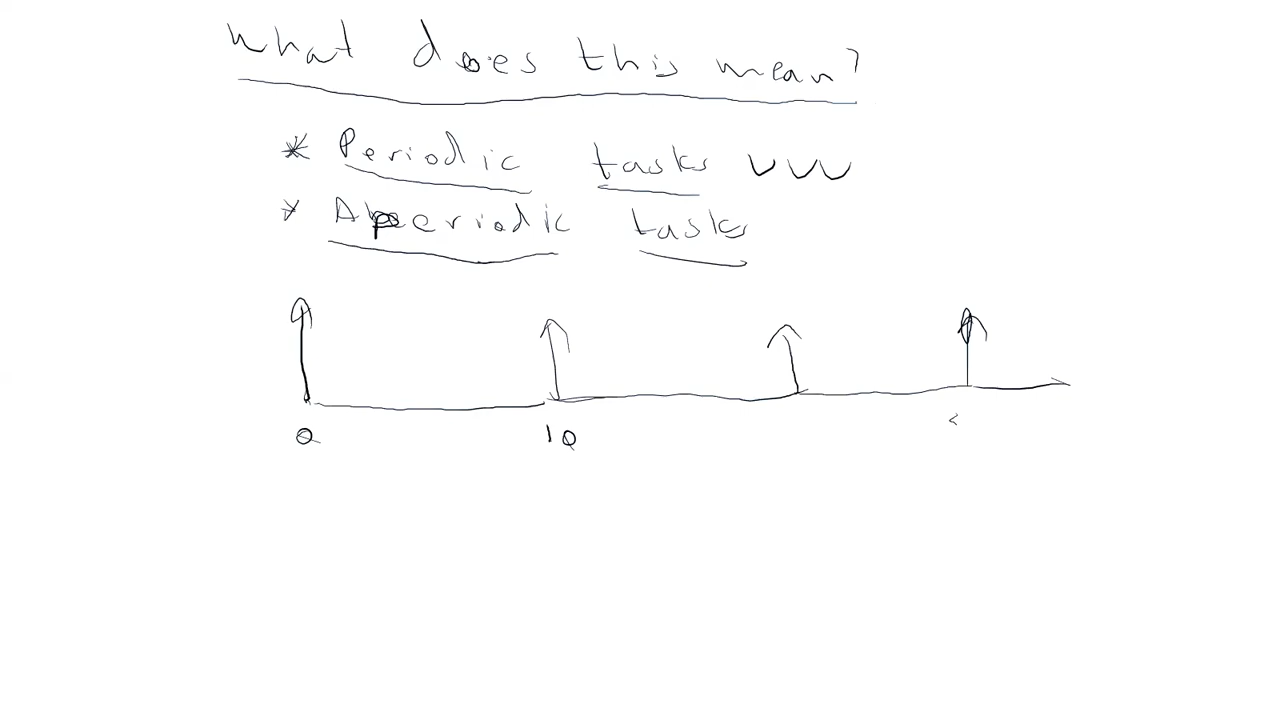 What does this mean?
* Periodic tasks
* Aperiodic tasks
0 10